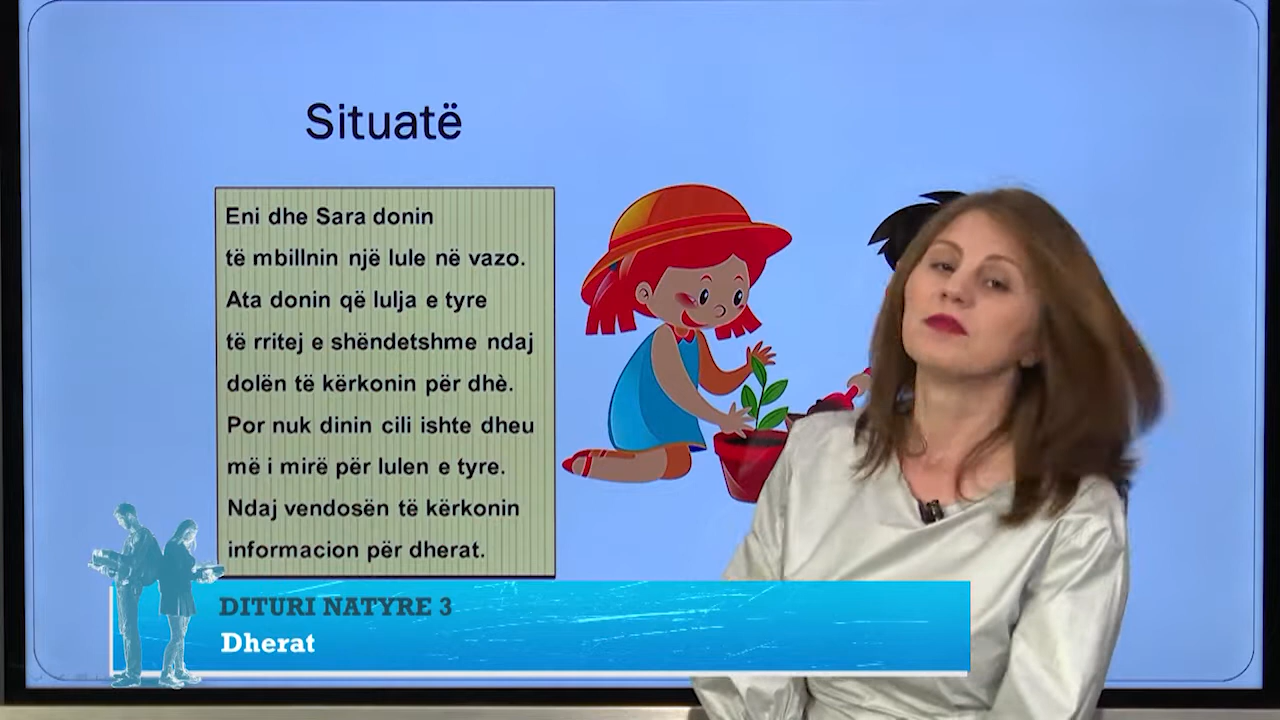 Situatë
Eni dhe Sara donin
të mbillnin një lule në vazo.
Ata donin që lulja e tyre
të rritej e shëndetshme ndaj
dolën të kërkonin për dhè.
Por nuk dinin cili ishte dheu
më i mirë për lulen e tyre.
Ndaj vendosën të kërkonin
informacion për dherat.
DITURI NATYRE 3
Dherat